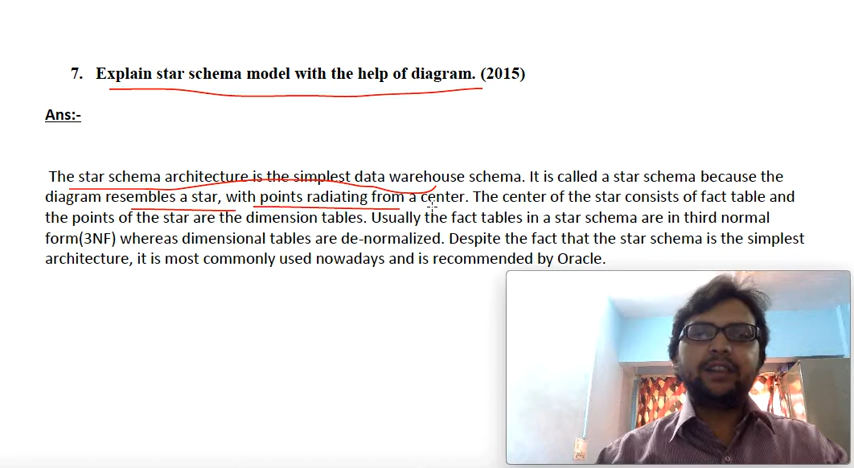 7. Explain star schema model with the help of diagram. (2015)
Ans:-
The star schema architecture is the simplest data warehouse schema. It is called a star schema because the
diagram resembles a star, with points radiating from a center. The center of the star consists of fact table and
the points of the star are the dimension tables. Usually the fact tables in a star schema are in third normal
form(3NF) whereas dimensional tables are de-normalized. Despite the fact that the star schema is the simplest
architecture, it is most commonly used nowadays and is recommended by Oracle.